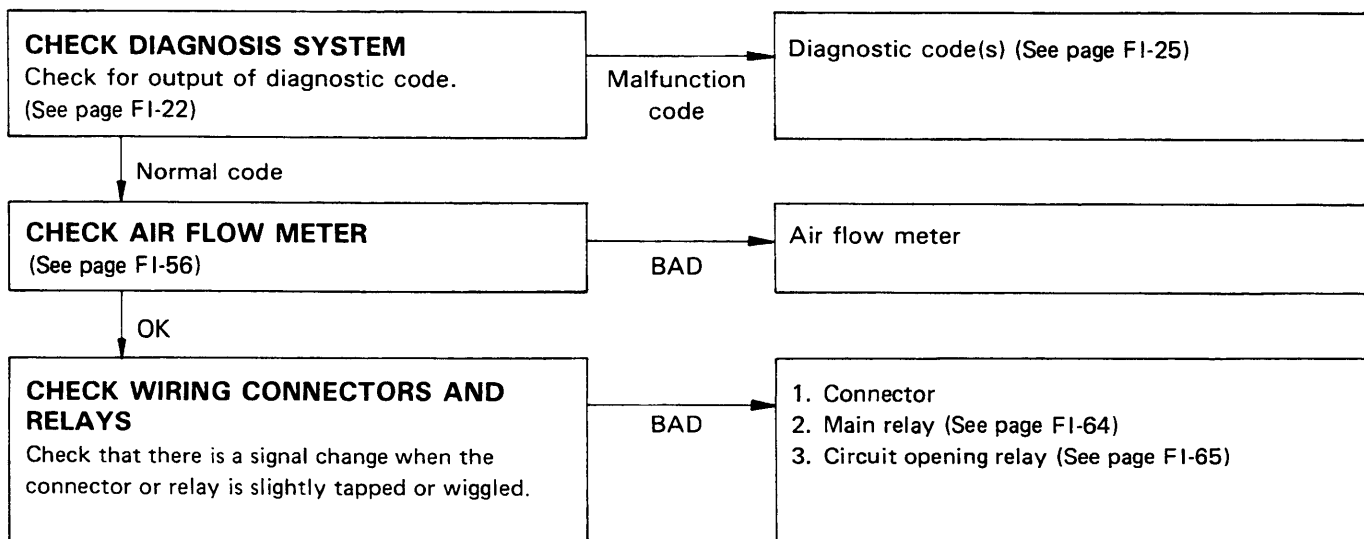 CHECK DIAGNOSIS SYSTEM
Check for output of diagnostic code.
(See page FI-22)
Malfunction
code
Diagnostic code(s) (See page FI-25)
Normal code
CHECK AIR FLOW METER
(See page FI-56)
BAD
Air flow meter
OK
CHECK WIRING CONNECTORS AND
RELAYS
Check that there is a signal change when the
connector or relay is slightly tapped or wiggled.
BAD
1. Connector
2. Main relay (See page FI-64)
3. Circuit opening relay (See page FI-65)